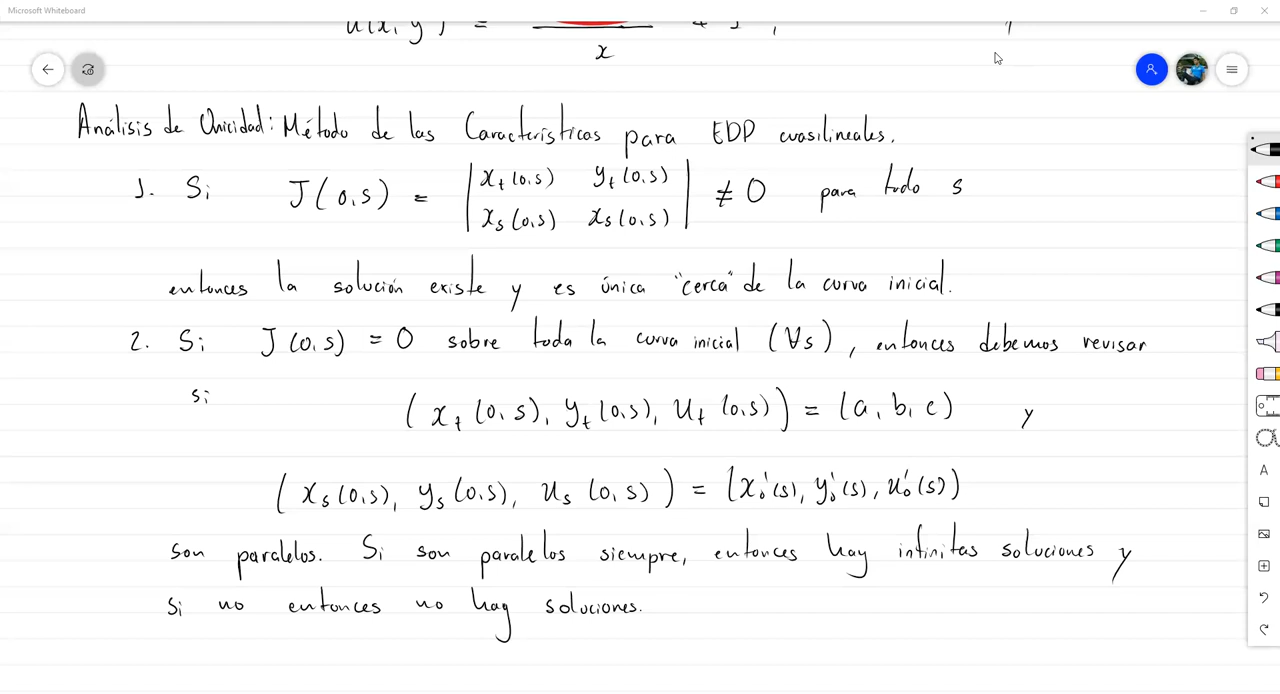 Microsoft Whiteboard
x
Análisis de Unicidad: Método de las Características para EDP cuasilineales.
1. Si J(0,s) = | x_t(0,s) y_t(0,s) | ≠ 0 para todo s
| x_s(0,s) x_s(0,s) |
entonces la solución existe y es única "cerca" de la curva inicial.
2. Si J(0,s) = 0 sobre toda la curva inicial (∀s), entonces debemos revisar
si (x_t(0,s), y_t(0,s), u_t(0,s)) = (a, b, c) y
(x_s(0,s), y_s(0,s), u_s(0,s)) = (x_0'(s), y_0'(s), u_0'(s))
son paralelos. Si son paralelos siempre, entonces hay infinitas soluciones y
si no entonces no hay soluciones.
A